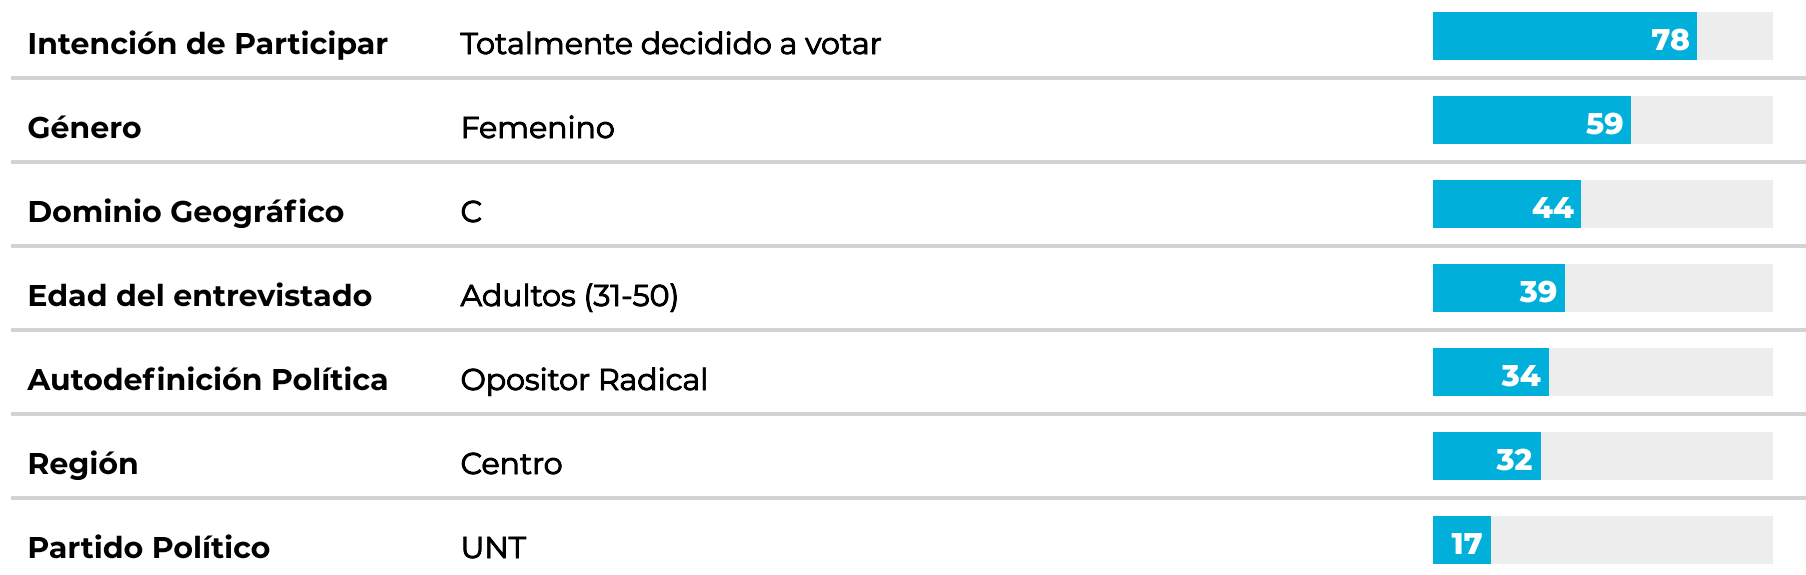 Intención de Participar Totalmente decidido a votar 78
Género Femenino 59
Dominio Geográfico C 44
Edad del entrevistado Adultos (31-50) 39
Autodefinición Política Opositor Radical 34
Región Centro 32
Partido Político UNT 17